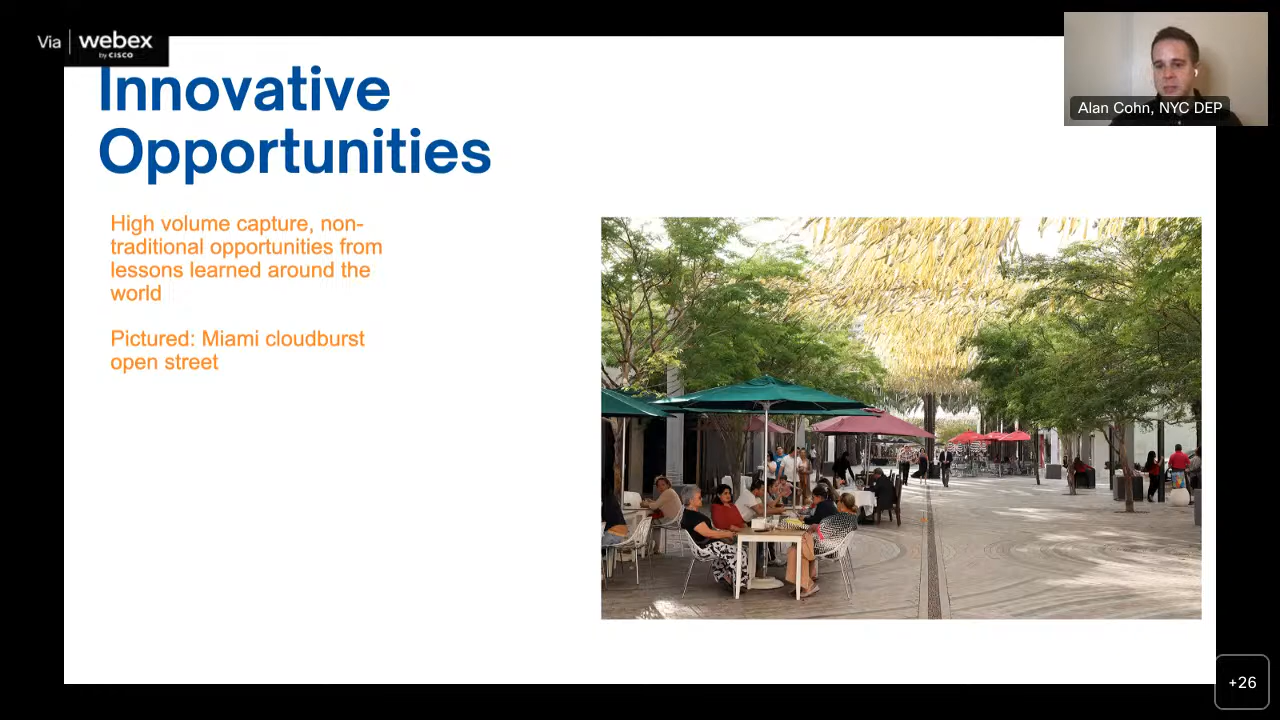 Via webex
by CISCO
Innovative
Opportunities
High volume capture, non-
traditional opportunities from
lessons learned around the
world
Pictured: Miami cloudburst
open street
Alan Cohn, NYC DEP
+26